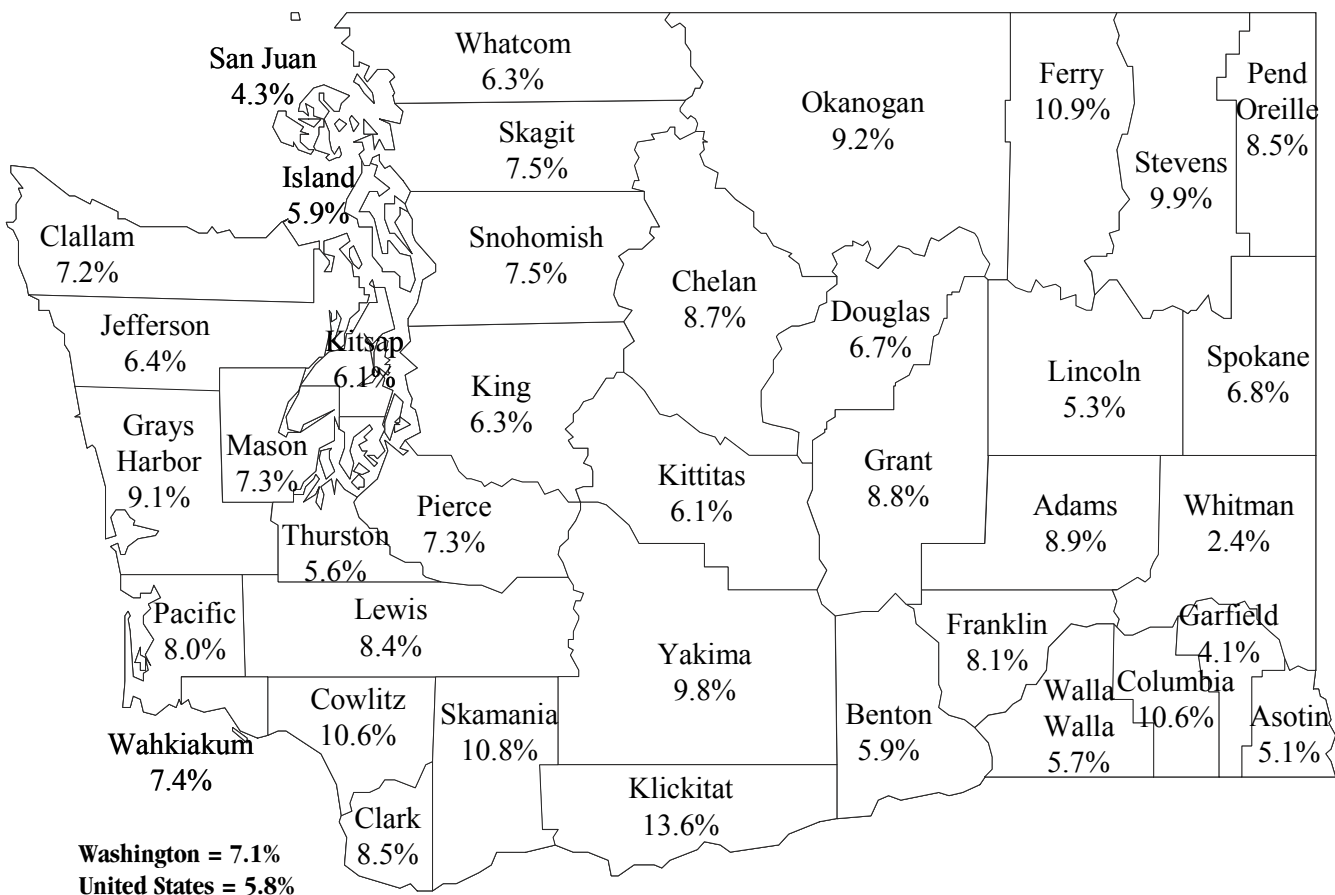 San Juan
4.3%
Whatcom
6.3%
Okanogan
9.2%
Ferry
10.9%
Pend
Oreille
8.5%
Skagit
7.5%
Stevens
9.9%
Island
5.9%
Clallam
7.2%
Snohomish
7.5%
Chelan
8.7%
Douglas
6.7%
Jefferson
6.4%
Kitsap
6.1%
King
6.3%
Lincoln
5.3%
Spokane
6.8%
Grays
Harbor
9.1%
Mason
7.3%
Pierce
7.3%
Kittitas
6.1%
Grant
8.8%
Adams
8.9%
Whitman
2.4%
Thurston
5.6%
Pacific
8.0%
Lewis
8.4%
Yakima
9.8%
Franklin
8.1%
Garfield
4.1%
Cowlitz
10.6%
Skamania
10.8%
Benton
5.9%
Walla
Walla
5.7%
Columbia
10.6%
Asotin
5.1%
Wahkiakum
7.4%
Klickitat
13.6%
Clark
8.5%
Washington = 7.1%
United States = 5.8%